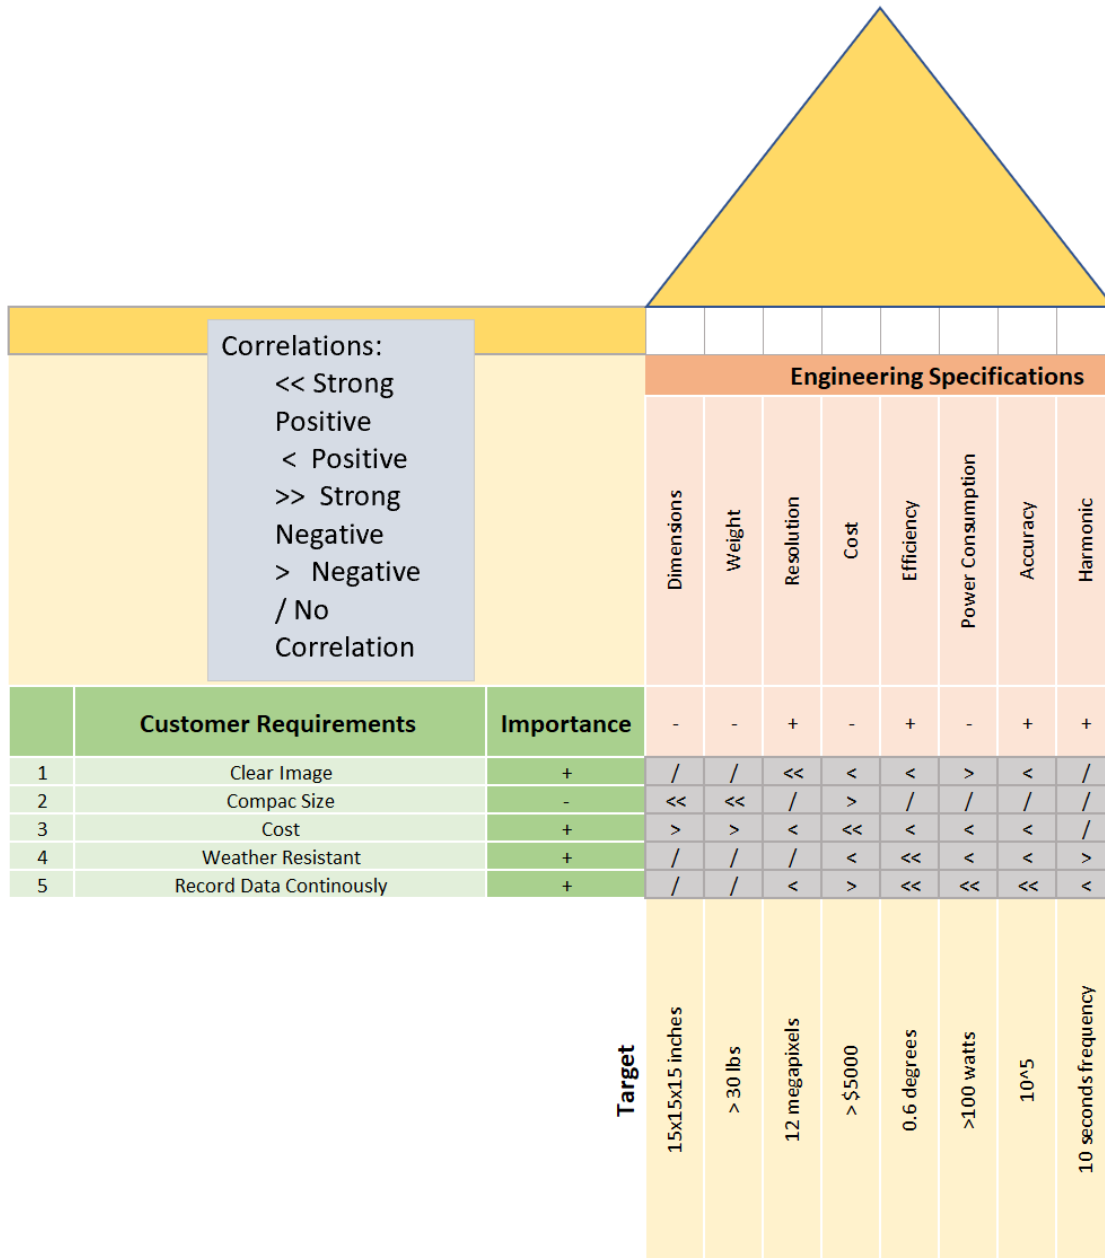 Correlations:
<< Strong
Positive
< Positive
>> Strong
Negative
> Negative
/ No
Correlation
Engineering Specifications
Dimensions
Weight
Resolution
Cost
Efficiency
Power Consumption
Accuracy
Harmonic
Customer Requirements Importance - - + - + - + +
1 Clear Image + / / << < < > < /
2 Compac Size - << << / > / / / /
3 Cost + > > < << < < < /
4 Weather Resistant + / / / < << < < >
5 Record Data Continously + / / < > << << << <
Target
15x15x15 inches
> 30 lbs
12 megapixels
> $5000
0.6 degrees
>100 watts
10^5
10 seconds frequency